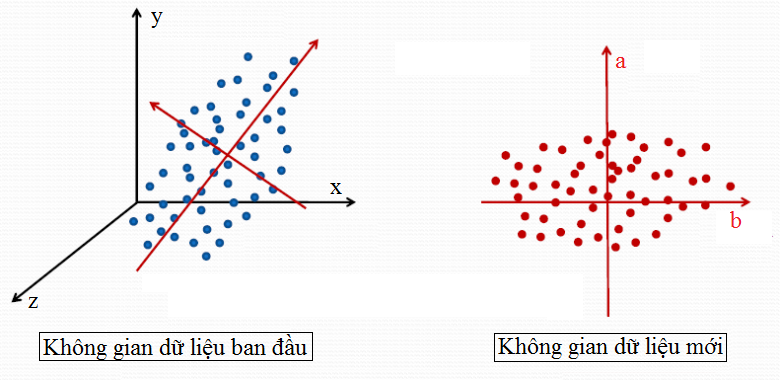 y
x
z
a
b
Không gian dữ liệu ban đầu
Không gian dữ liệu mới